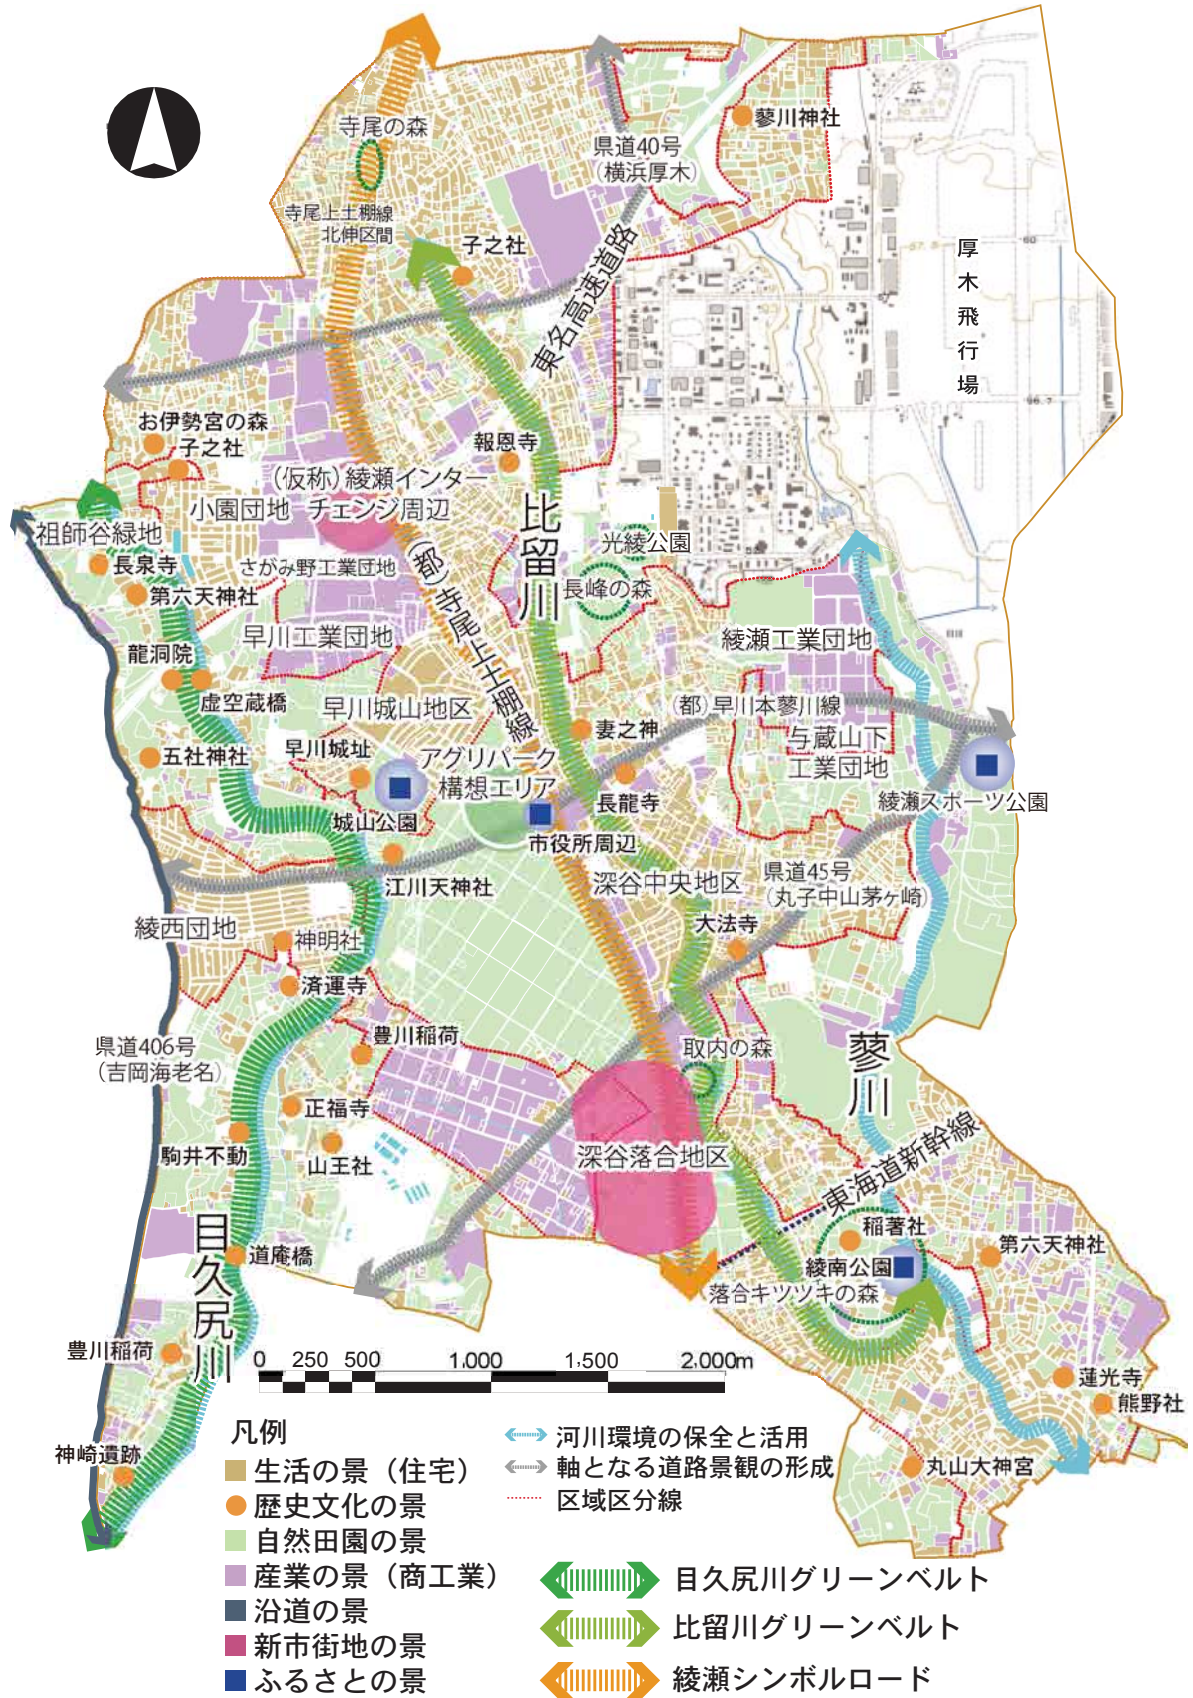 寺尾の森
蓼川神社
県道40号
（横浜厚木）
寺尾上土棚線
北伸区間
子之社
東名高速道路
厚木飛行場
お伊勢宮の森
子之社
報恩寺
(仮称)綾瀬インター
チェンジ周辺
小園団地
比留川
祖師谷緑地
光綾公園
長泉寺
さがみ野工業団地
(都)寺尾上土棚線
長峰の森
第六天神社
早川工業団地
綾瀬工業団地
龍洞院
虚空蔵橋
早川城山地区
(都)早川本蓼川線
妻之神
与蔵山下
工業団地
五社神社
早川城址
アグリパーク
構想エリア
長龍寺
綾瀬スポーツ公園
城山公園
市役所周辺
江川天神社
深谷中央地区
県道45号
（丸子中山茅ヶ崎）
綾西団地
神明社
大法寺
済運寺
県道406号
（吉岡海老名）
豊川稲荷
取内の森
蓼川
正福寺
駒井不動
山王社
深谷落合地区
東海道新幹線
目久尻川
稲荷社
第六天神社
道庵橋
綾南公園
落合キツツキの森
豊川稲荷
0 250 500 1,000 1,500 2,000m
蓮光寺
熊野社
神崎遺跡
丸山大神宮
凡例
生活の景（住宅）
歴史文化の景
自然田園の景
産業の景（商工業）
沿道の景
新市街地の景
ふるさとの景
河川環境の保全と活用
軸となる道路景観の形成
区域区分線
目久尻川グリーンベルト
比留川グリーンベルト
綾瀬シンボルロード